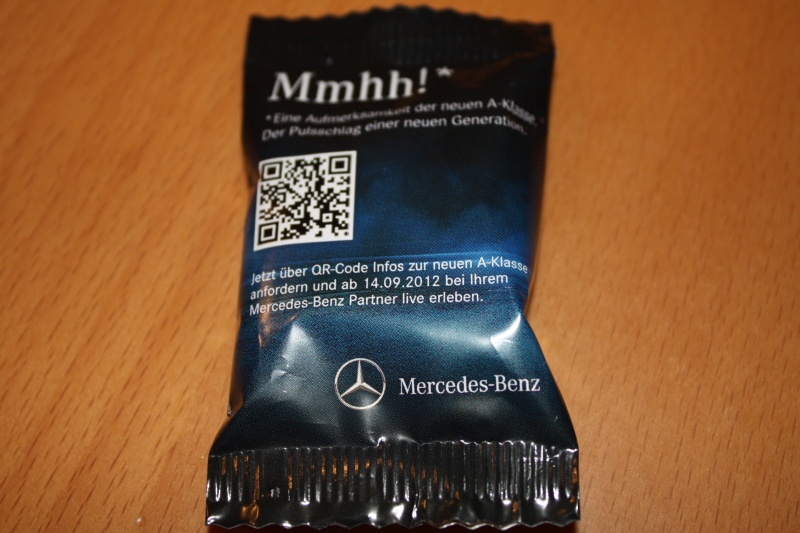 Mmhh!*
*Eine Aufmerksamkeit der neuen A-Klasse.
Der Pulsschlag einer neuen Generation.
Jetzt über QR-Code Infos zur neuen A-Klasse
anfordern und ab 14.09.2012 bei Ihrem
Mercedes-Benz Partner live erleben.
Mercedes-Benz